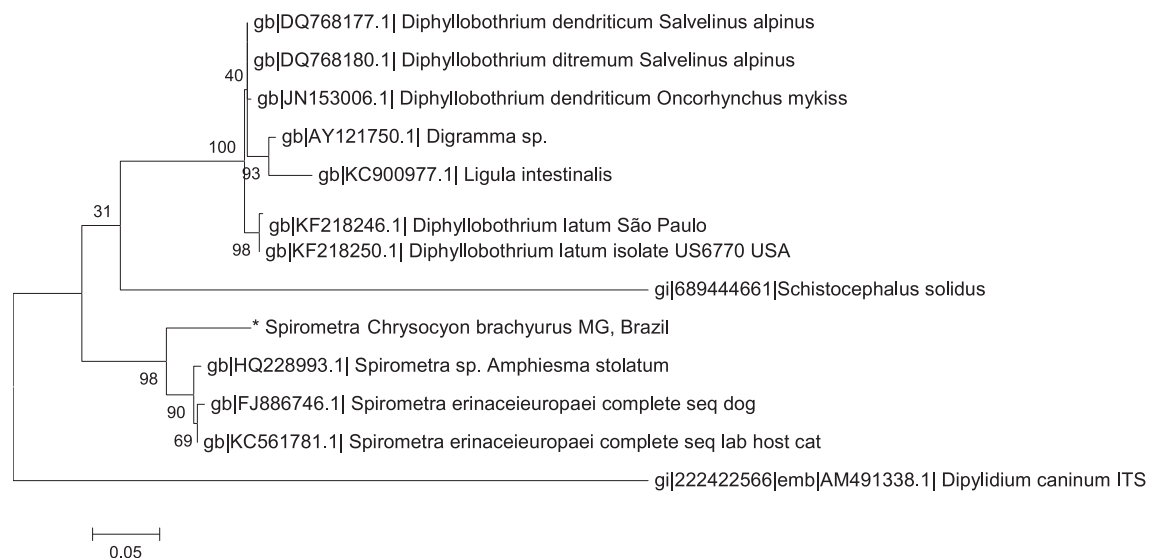 gb|DQ768177.1| Diphyllobothrium dendriticum Salvelinus alpinus
gb|DQ768180.1| Diphyllobothrium ditremum Salvelinus alpinus
40
gb|JN153006.1| Diphyllobothrium dendriticum Oncorhynchus mykiss
gb|AY121750.1| Digramma sp.
100
93
gb|KC900977.1| Ligula intestinalis
31
gb|KF218246.1| Diphyllobothrium latum São Paulo
98
gb|KF218250.1| Diphyllobothrium latum isolate US6770 USA
gi|689444661|Schistocephalus solidus
* Spirometra Chrysocyon brachyurus MG, Brazil
gb|HQ228993.1| Spirometra sp. Amphiesma stolatum
98
gb|FJ886746.1| Spirometra erinaceieuropaei complete seq dog
90
69
gb|KC561781.1| Spirometra erinaceieuropaei complete seq lab host cat
gi|222422566|emb|AM491338.1| Dipylidium caninum ITS
0.05